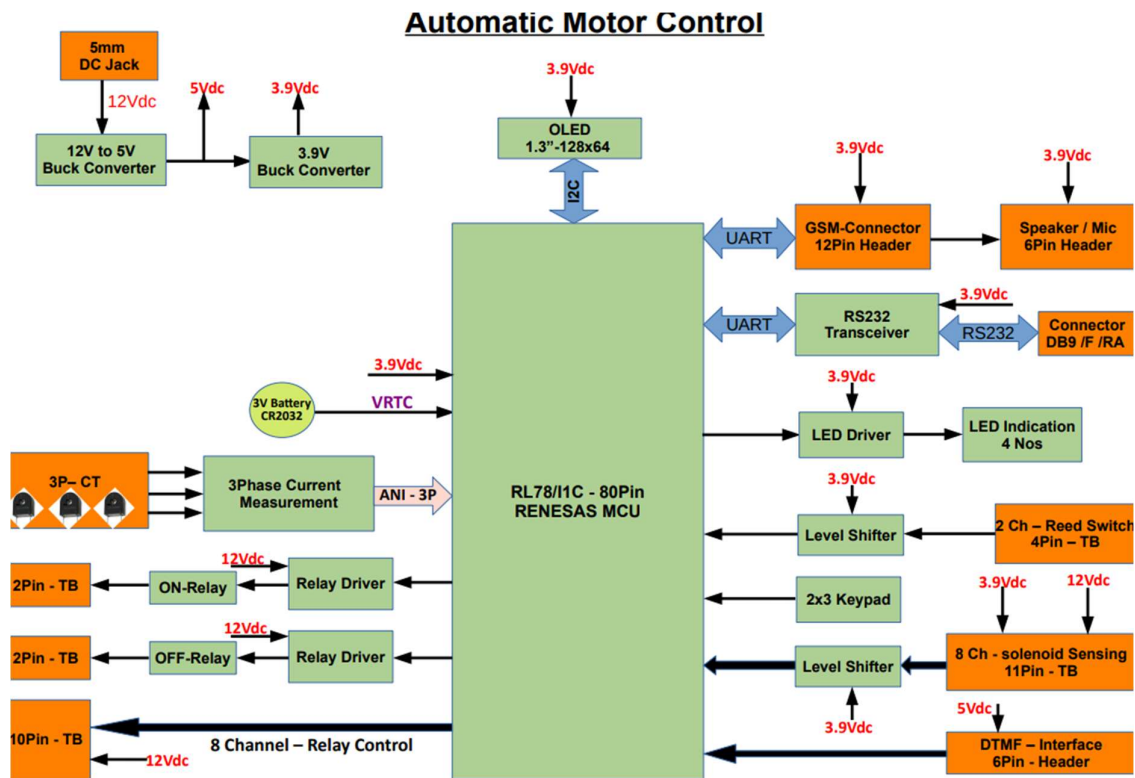 Automatic Motor Control
5mm
DC Jack
12Vdc
5Vdc
3.9Vdc
12V to 5V
Buck Converter
3.9V
Buck Converter
3.9Vdc
OLED
1.3”-128x64
I2C
3.9Vdc
3.9Vdc
UART
GSM-Connector
12Pin Header
Speaker / Mic
6Pin Header
3.9Vdc
UART
RS232
Transceiver
RS232
Connector
DB9 /F /RA
3.9Vdc
3V Battery
CR2032
VRTC
3.9Vdc
LED Driver
LED Indication
4 Nos
3P– CT
3Phase Current
Measurement
ANI - 3P
RL78/I1C - 80Pin
RENESAS MCU
3.9Vdc
Level Shifter
2 Ch – Reed Switch
4Pin – TB
2Pin - TB
ON-Relay
12Vdc
Relay Driver
2x3 Keypad
3.9Vdc
12Vdc
2Pin - TB
OFF-Relay
12Vdc
Relay Driver
Level Shifter
3.9Vdc
8 Ch - solenoid Sensing
11Pin - TB
10Pin - TB
12Vdc
8 Channel – Relay Control
5Vdc
DTMF – Interface
6Pin - Header